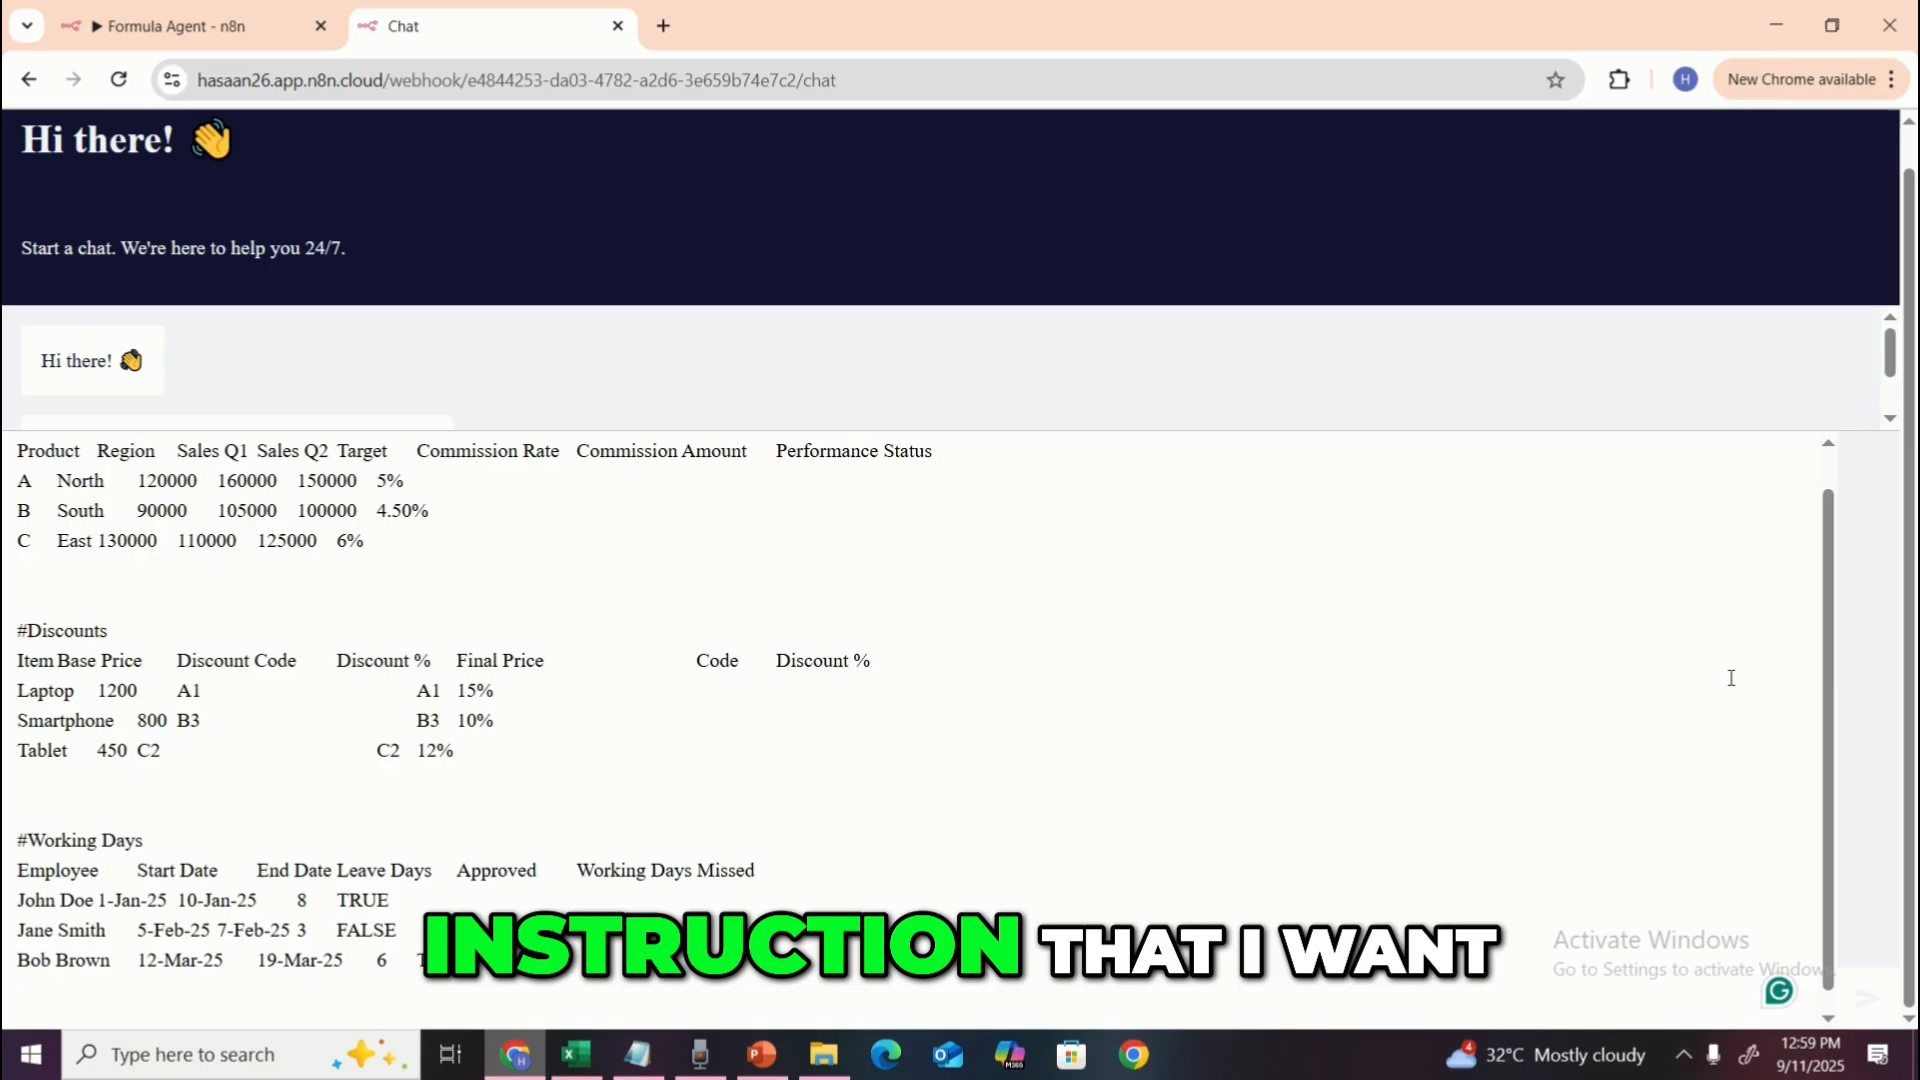 ▶ Formula Agent - n8n
Chat
hasaan26.app.n8n.cloud/webhook/e4844253-da03-4782-a2d6-3e659b74e7c2/chat
H
New Chrome available
Hi there! 👋
Start a chat. We're here to help you 24/7.
Hi there! 👋
Product Region Sales Q1 Sales Q2 Target Commission Rate Commission Amount Performance Status
A North 120000 160000 150000 5%
B South 90000 105000 100000 4.50%
C East 130000 110000 125000 6%
#Discounts
Item Base Price Discount Code Discount % Final Price Code Discount %
Laptop 1200 A1 A1 15%
Smartphone 800 B3 B3 10%
Tablet 450 C2 C2 12%
#Working Days
Employee Start Date End Date Leave Days Approved Working Days Missed
John Doe 1-Jan-25 10-Jan-25 8 TRUE
Jane Smith 5-Feb-25 7-Feb-25 3 FALSE
Bob Brown 12-Mar-25 19-Mar-25 6
INSTRUCTION THAT I WANT
Activate Windows
Go to Settings to activate Windows.
Type here to search
32°C Mostly cloudy
12:59 PM
9/11/2025